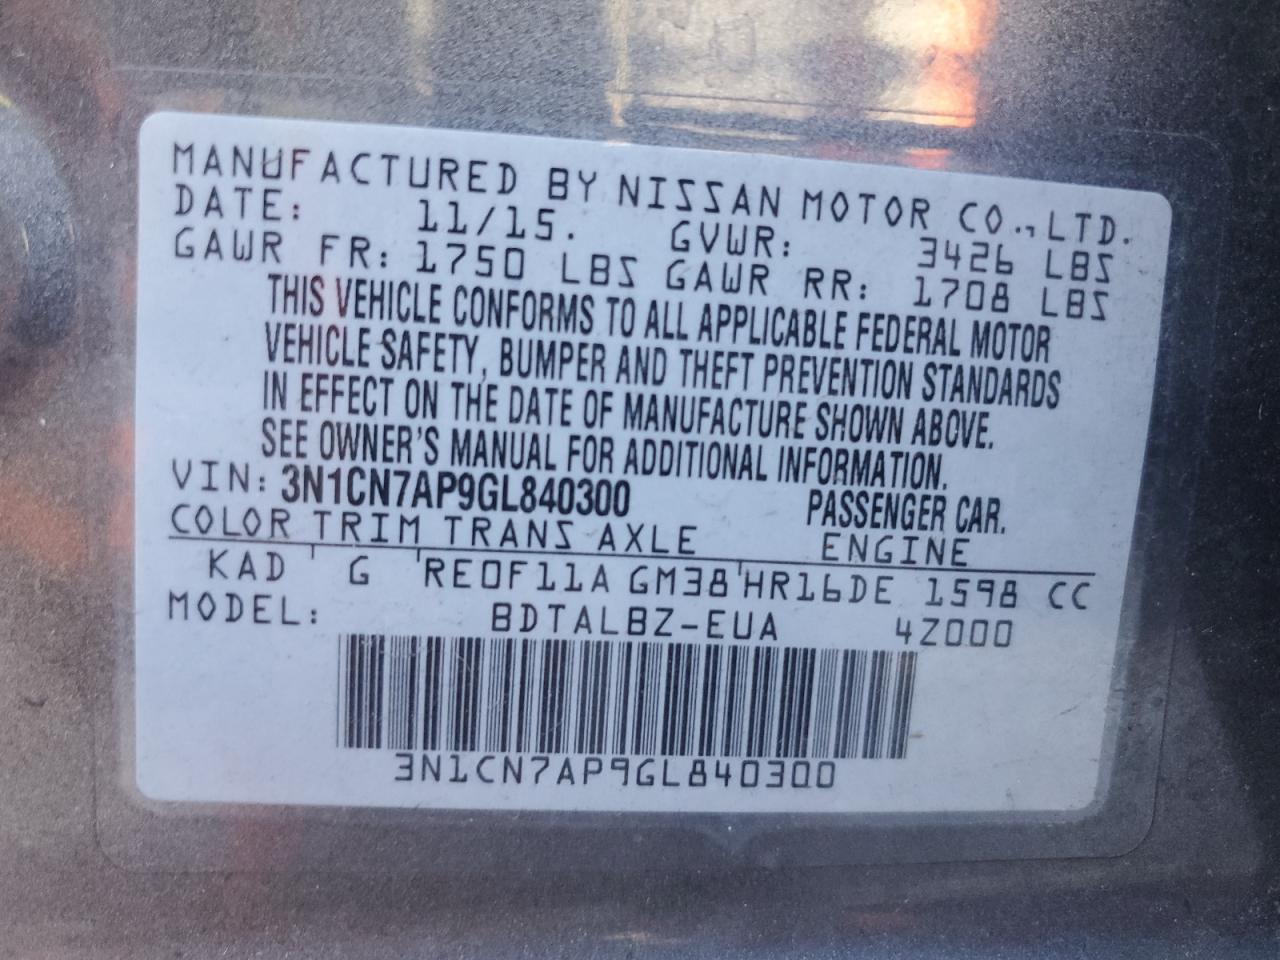 MANUFACTURED BY NISSAN MOTOR CO., LTD.
DATE: 11/15. GVWR: 3426 LBS
GAWR FR: 1750 LBS GAWR RR: 1708 LBS
THIS VEHICLE CONFORMS TO ALL APPLICABLE FEDERAL MOTOR
VEHICLE SAFETY, BUMPER AND THEFT PREVENTION STANDARDS
IN EFFECT ON THE DATE OF MANUFACTURE SHOWN ABOVE.
SEE OWNER'S MANUAL FOR ADDITIONAL INFORMATION.
VIN: 3N1CN7AP9GL840300 PASSENGER CAR.
COLOR TRIM TRANS AXLE ENGINE
KAD G RE0F11A GM38 HR16DE 1598 CC
MODEL: BDTALBZ-EUA 4Z000
3N1CN7AP9GL840300